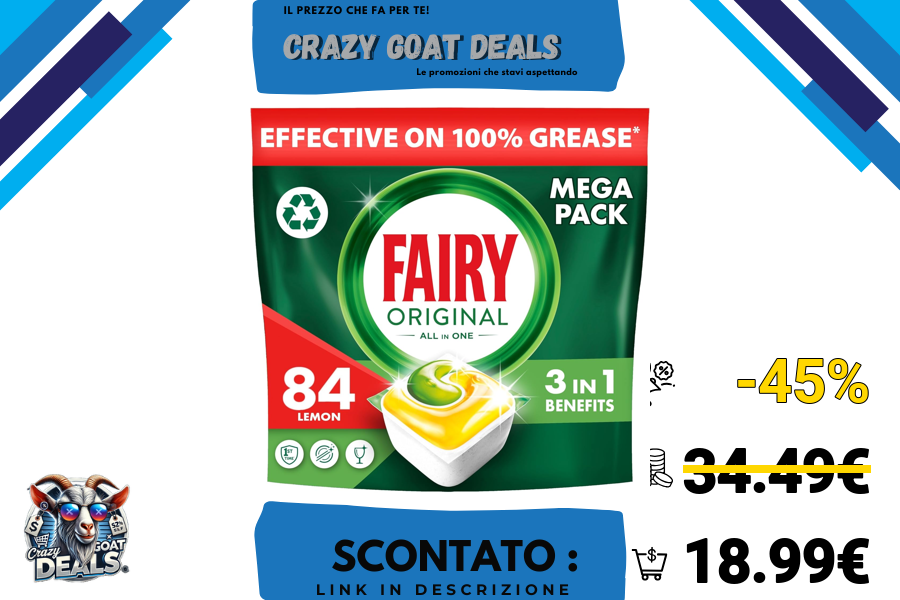 IL PREZZO CHE FA PER TE!
CRAZY GOAT DEALS
Le promozioni che stavi aspettando
EFFECTIVE ON 100% GREASE*
MEGA
PACK
FAIRY
ORIGINAL
ALL IN ONE
84
LEMON
3 IN 1
BENEFITS
1ST
-45%
34.49€
18.99€
SCONTATO :
LINK IN DESCRIZIONE
Crazy
GOAT
DEALS